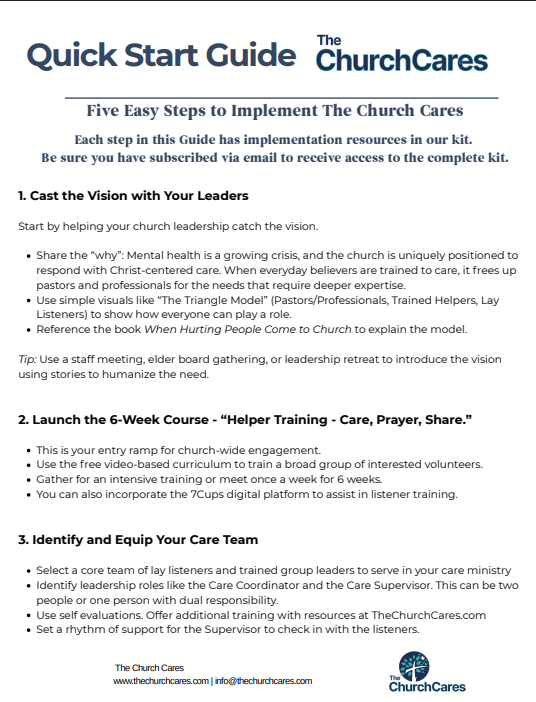 Quick Start Guide
The
ChurchCares
Five Easy Steps to Implement The Church Cares
Each step in this Guide has implementation resources in our kit.
Be sure you have subscribed via email to receive access to the complete kit.
1. Cast the Vision with Your Leaders
Start by helping your church leadership catch the vision.
• Share the “why”: Mental health is a growing crisis, and the church is uniquely positioned to
respond with Christ-centered care. When everyday believers are trained to care, it frees up
pastors and professionals for the needs that require deeper expertise.
• Use simple visuals like “The Triangle Model” (Pastors/Professionals, Trained Helpers, Lay
Listeners) to show how everyone can play a role.
• Reference the book When Hurting People Come to Church to explain the model.
Tip: Use a staff meeting, elder board gathering, or leadership retreat to introduce the vision
using stories to humanize the need.
2. Launch the 6-Week Course - “Helper Training - Care, Prayer, Share.”
• This is your entry ramp for church-wide engagement.
• Use the free video-based curriculum to train a broad group of interested volunteers.
• Gather for an intensive training or meet once a week for 6 weeks.
• You can also incorporate the 7Cups digital platform to assist in listener training.
3. Identify and Equip Your Care Team
• Select a core team of lay listeners and trained group leaders to serve in your care ministry
• Identify leadership roles like the Care Coordinator and the Care Supervisor. This can be two
people or one person with dual responsibility.
• Use self evaluations. Offer additional training with resources at TheChurchCares.com
• Set a rhythm of support for the Supervisor to check in with the listeners.
The Church Cares
www.thechurchcares.com | info@thechurchcares.com
The
ChurchCares